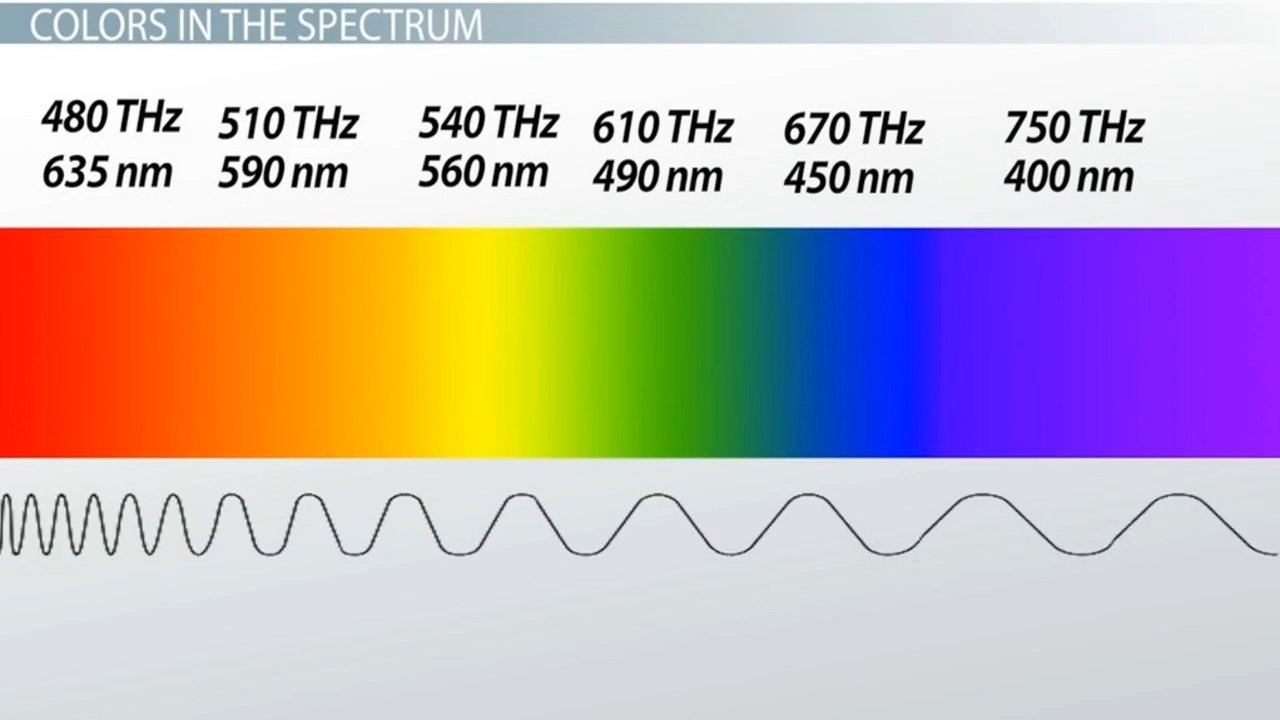 COLORS IN THE SPECTRUM
480 THz 510 THz 540 THz 610 THz 670 THz 750 THz
635 nm 590 nm 560 nm 490 nm 450 nm 400 nm